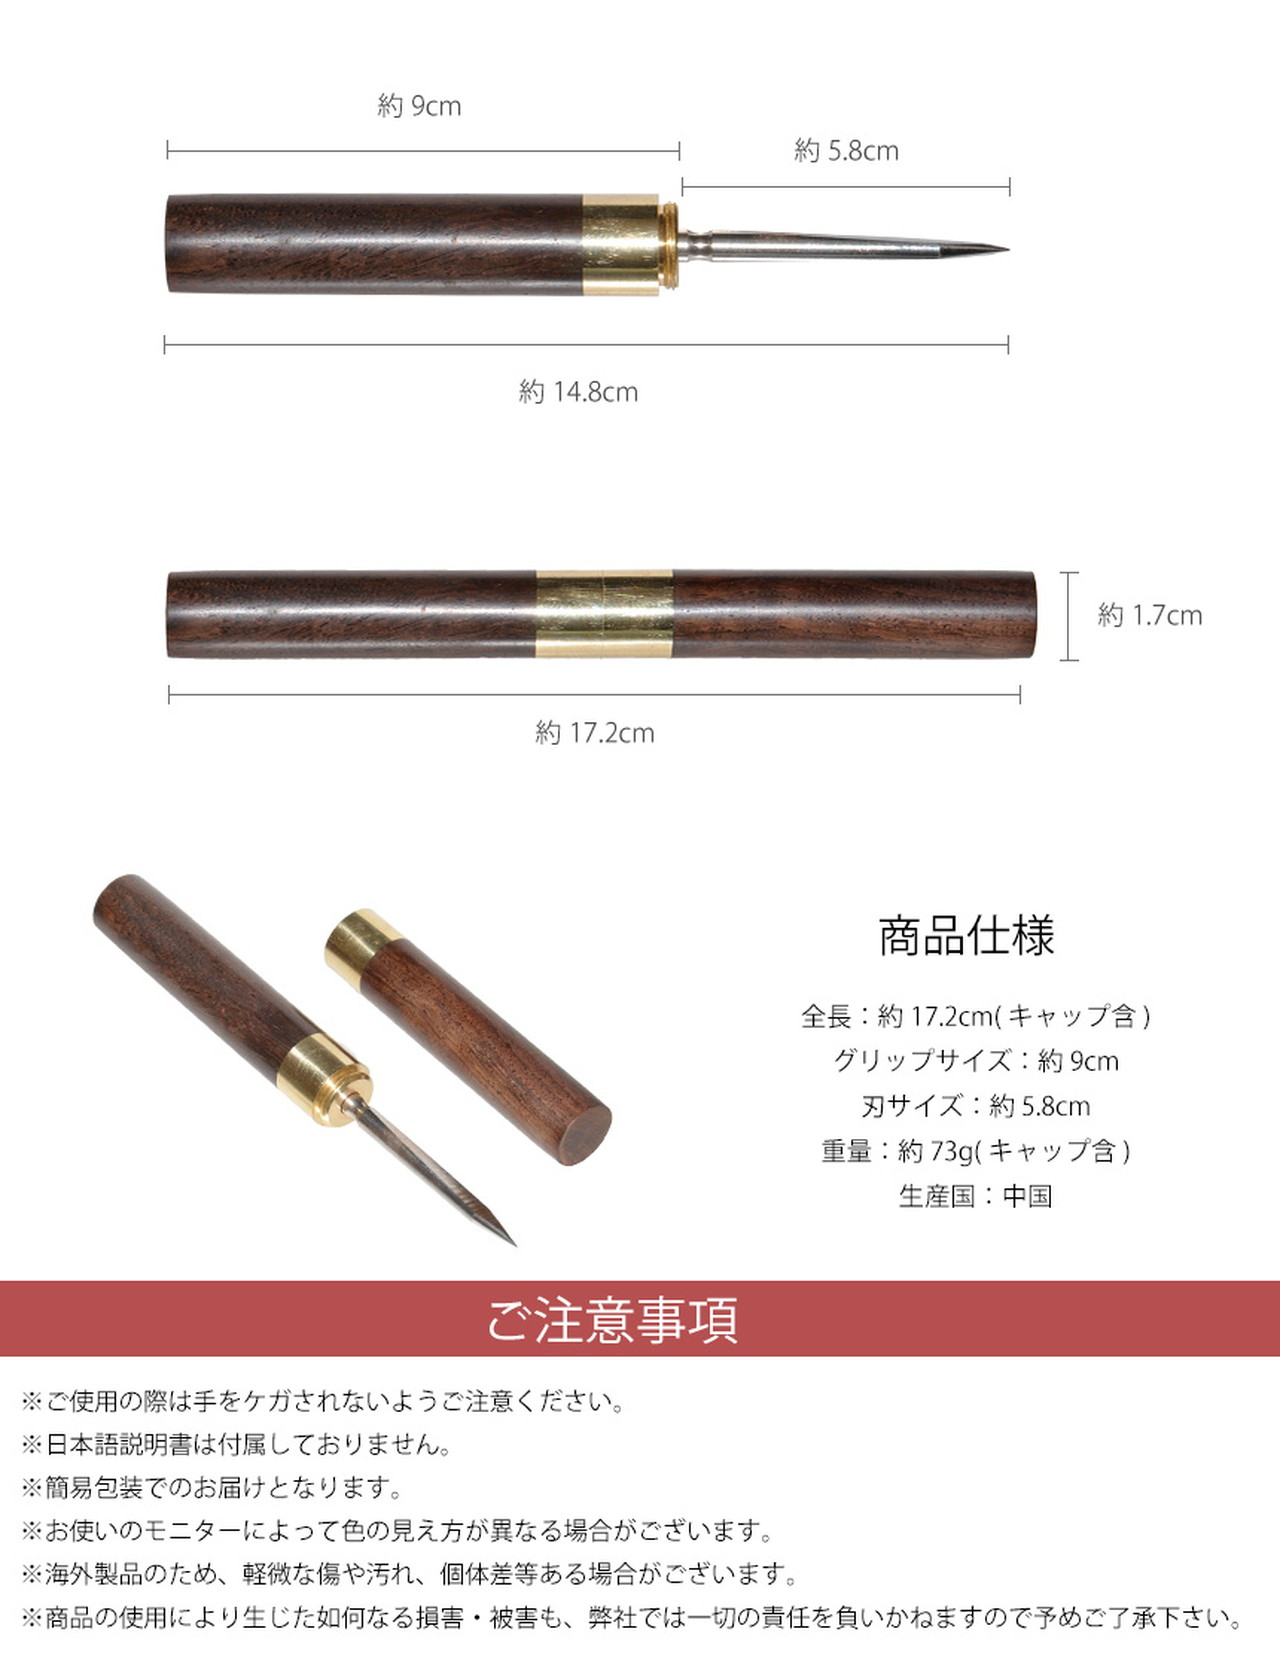 約 9cm
約 5.8cm
約 14.8cm
約 1.7cm
約 17.2cm
商品仕様
全長：約 17.2cm( キャップ含 )
グリップサイズ：約 9cm
刃サイズ：約 5.8cm
重量：約 73g( キャップ含 )
生産国：中国
ご注意事項
※ご使用の際は手をケガされないようご注意ください。
※日本語説明書は付属しておりません。
※簡易包装でのお届けとなります。
※お使いのモニターによって色の見え方が異なる場合がございます。
※海外製品のため、軽微な傷や汚れ、個体差等ある場合がございます。
※商品の使用により生じた如何なる損害・被害も、弊社では一切の責任を負いかねますので予めご了承下さい。